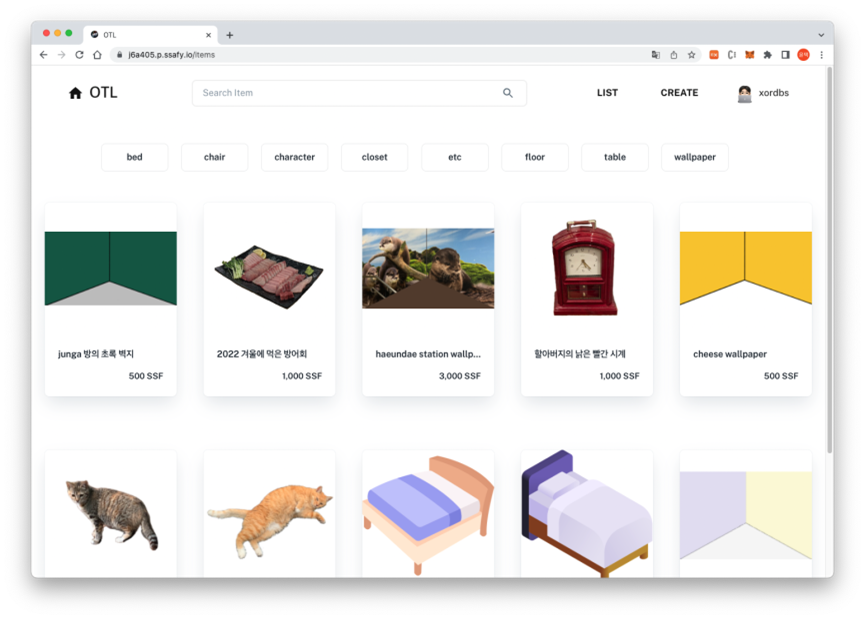 OTL
j6a405.p.ssafy.io/items
OTL
Search Item
LIST
CREATE
xordbs
bed
chair
character
closet
etc
floor
table
wallpaper
junga 방의 초록 벽지
500 SSF
2022 겨울에 먹은 방어회
1,000 SSF
haeundae station wallp...
3,000 SSF
할아버지의 낡은 빨간 시계
1,000 SSF
cheese wallpaper
500 SSF